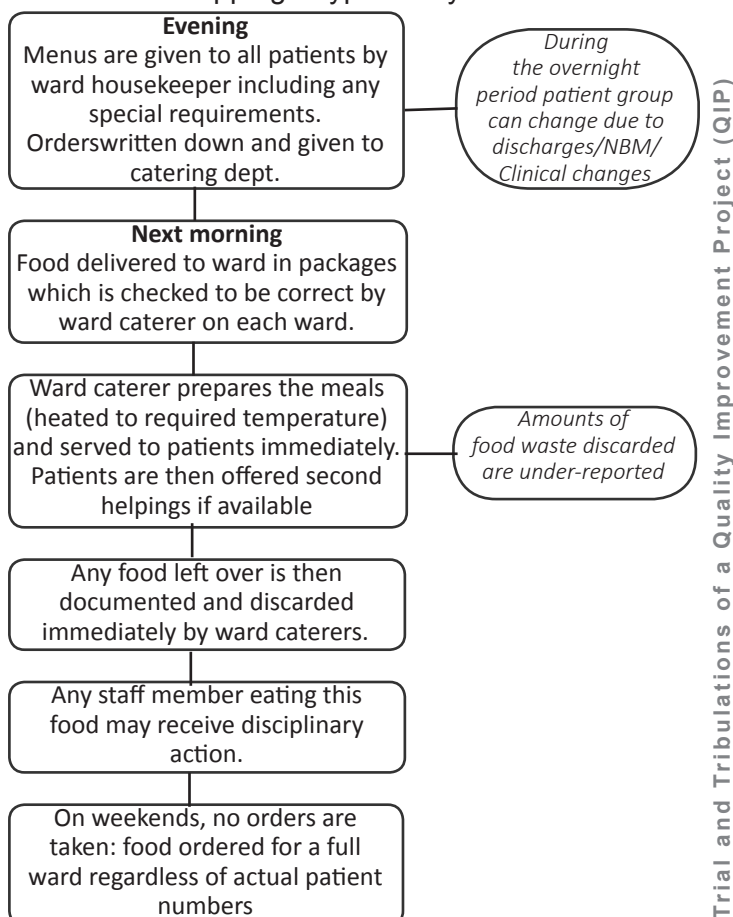 Evening
Menus are given to all patients by
ward housekeeper including any
special requirements.
Orderswritten down and given to
catering dept.
During
the overnight
period patient group
can change due to
discharges/NBM/
Clinical changes
Next morning
Food delivered to ward in packages
which is checked to be correct by
ward caterer on each ward.
Ward caterer prepares the meals
(heated to required temperature)
and served to patients immediately.
Patients are then offered second
helpings if available
Amounts of
food waste discarded
are under-reported
Any food left over is then
documented and discarded
immediately by ward caterers.
Any staff member eating this
food may receive disciplinary
action.
On weekends, no orders are
taken: food ordered for a full
ward regardless of actual patient
numbers
Trial and Tribulations of a Quality Improvement Project (QIP)